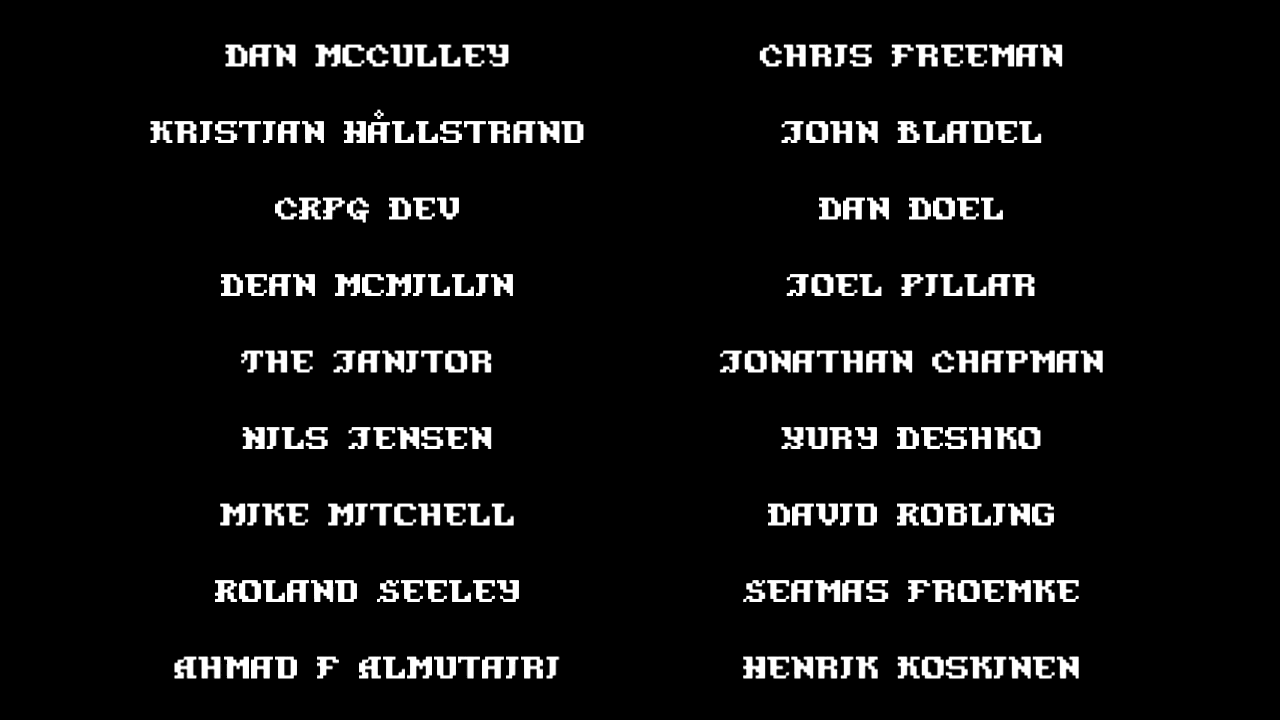 DAN MCCULLEY CHRIS FREEMAN
KRISTIAN HÅLLSTRAND JOHN BLADEL
CRPG DEV DAN DOEL
DEAN MCMILLIN JOEL PILLAR
THE JANITOR JONATHAN CHAPMAN
NILS JENSEN YURY DESHKO
MIKE MITCHELL DAVID ROBLING
ROLAND SEELEY SEAMAS FROEMKE
AHMAD F ALMUTAIRI HENRIK KOSKINEN